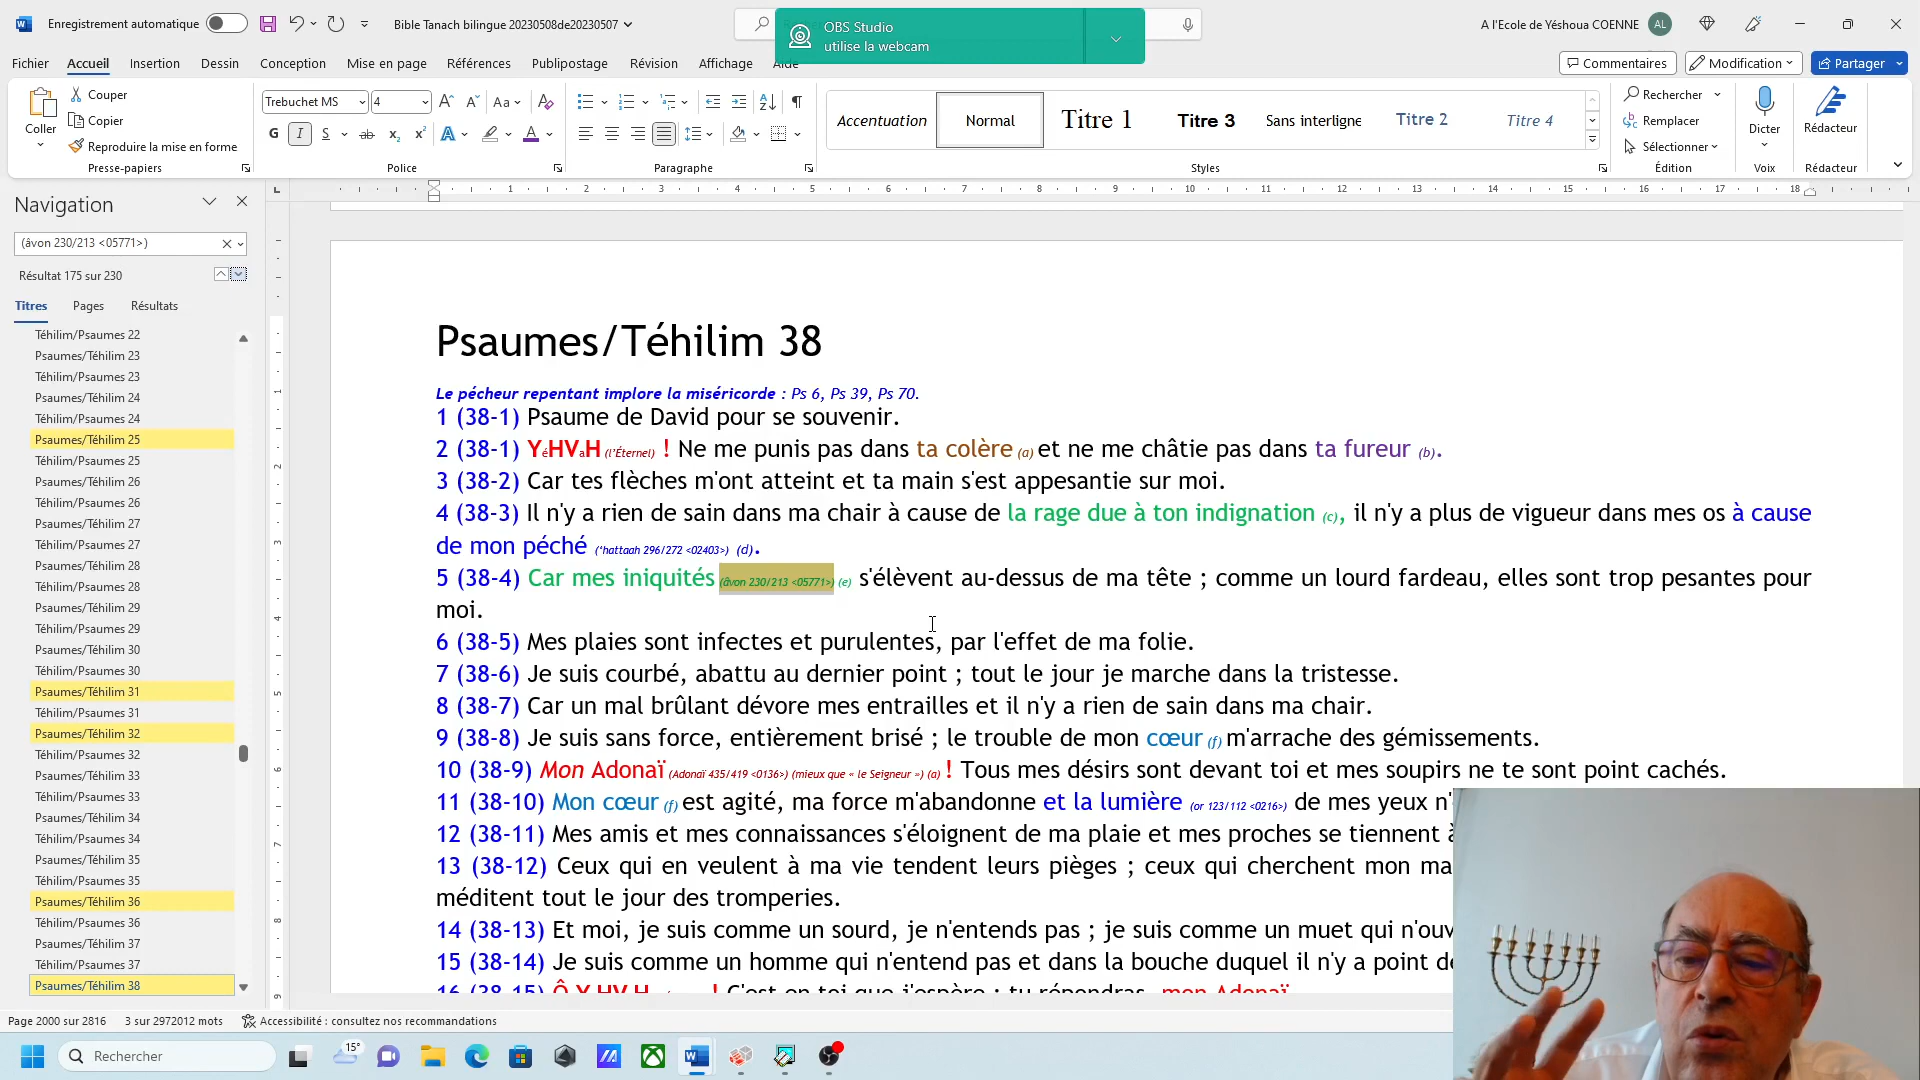 Enregistrement automatique
Bible Tanach bilingue 20230508de20230507
OBS Studio
utilise la webcam
A l'Ecole de Yéshoua COENNE
AL
Fichier Accueil Insertion Dessin Conception Mise en page Références Publipostage Révision Affichage Aide
Commentaires Modification Partager
Coller
Couper
Copier
Reproduire la mise en forme
Presse-papiers
Trebuchet MS 4
Police
Paragraphe
Accentuation Normal Titre 1 Titre 3 Sans interligne Titre 2 Titre 4
Styles
Rechercher
Remplacer
Sélectionner
Édition
Dicter
Voix
Rédacteur
Rédacteur
Navigation
(âvon 230/213 <05771>)
Résultat 175 sur 230
Titres Pages Résultats
Téhilim/Psaumes 22
Psaumes/Téhilim 23
Téhilim/Psaumes 23
Psaumes/Téhilim 24
Téhilim/Psaumes 24
Psaumes/Téhilim 25
Téhilim/Psaumes 25
Psaumes/Téhilim 26
Téhilim/Psaumes 26
Psaumes/Téhilim 27
Téhilim/Psaumes 27
Psaumes/Téhilim 28
Téhilim/Psaumes 28
Psaumes/Téhilim 29
Téhilim/Psaumes 29
Psaumes/Téhilim 30
Téhilim/Psaumes 30
Psaumes/Téhilim 31
Téhilim/Psaumes 31
Psaumes/Téhilim 32
Téhilim/Psaumes 32
Psaumes/Téhilim 33
Téhilim/Psaumes 33
Psaumes/Téhilim 34
Téhilim/Psaumes 34
Psaumes/Téhilim 35
Téhilim/Psaumes 35
Psaumes/Téhilim 36
Téhilim/Psaumes 36
Psaumes/Téhilim 37
Téhilim/Psaumes 37
Psaumes/Téhilim 38
Psaumes/Téhilim 38
Le pécheur repentant implore la miséricorde : Ps 6, Ps 39, Ps 70.
1 (38-1) Psaume de David pour se souvenir.
2 (38-1) YéHVaH (l'Éternel) ! Ne me punis pas dans ta colère (a) et ne me châtie pas dans ta fureur (b).
3 (38-2) Car tes flèches m'ont atteint et ta main s'est appesantie sur moi.
4 (38-3) Il n'y a rien de sain dans ma chair à cause de la rage due à ton indignation (c), il n'y a plus de vigueur dans mes os à cause
de mon péché ('hattaah 296/272 <02403>) (d).
5 (38-4) Car mes iniquités (âvon 230/213 <05771>) (e) s'élèvent au-dessus de ma tête ; comme un lourd fardeau, elles sont trop pesantes pour
moi.
6 (38-5) Mes plaies sont infectes et purulentes, par l'effet de ma folie.
7 (38-6) Je suis courbé, abattu au dernier point ; tout le jour je marche dans la tristesse.
8 (38-7) Car un mal brûlant dévore mes entrailles et il n'y a rien de sain dans ma chair.
9 (38-8) Je suis sans force, entièrement brisé ; le trouble de mon cœur (f) m'arrache des gémissements.
10 (38-9) Mon Adonaï (Adonaï 435/419 <0136>) (mieux que « le Seigneur ») (a) ! Tous mes désirs sont devant toi et mes soupirs ne te sont point cachés.
11 (38-10) Mon cœur (f) est agité, ma force m'abandonne et la lumière (or 123/112 <0216>) de mes yeux n'
12 (38-11) Mes amis et mes connaissances s'éloignent de ma plaie et mes proches se tiennent à
13 (38-12) Ceux qui en veulent à ma vie tendent leurs pièges ; ceux qui cherchent mon ma
méditent tout le jour des tromperies.
14 (38-13) Et moi, je suis comme un sourd, je n'entends pas ; je suis comme un muet qui n'ouv
15 (38-14) Je suis comme un homme qui n'entend pas et dans la bouche duquel il n'y a point de
16 (38-15) Ô YéHVaH ! C'est en toi que j'espère ; tu répondras, mon Adonaï
Page 2000 sur 2816 3 sur 2972012 mots Accessibilité : consultez nos recommandations
Rechercher
15°